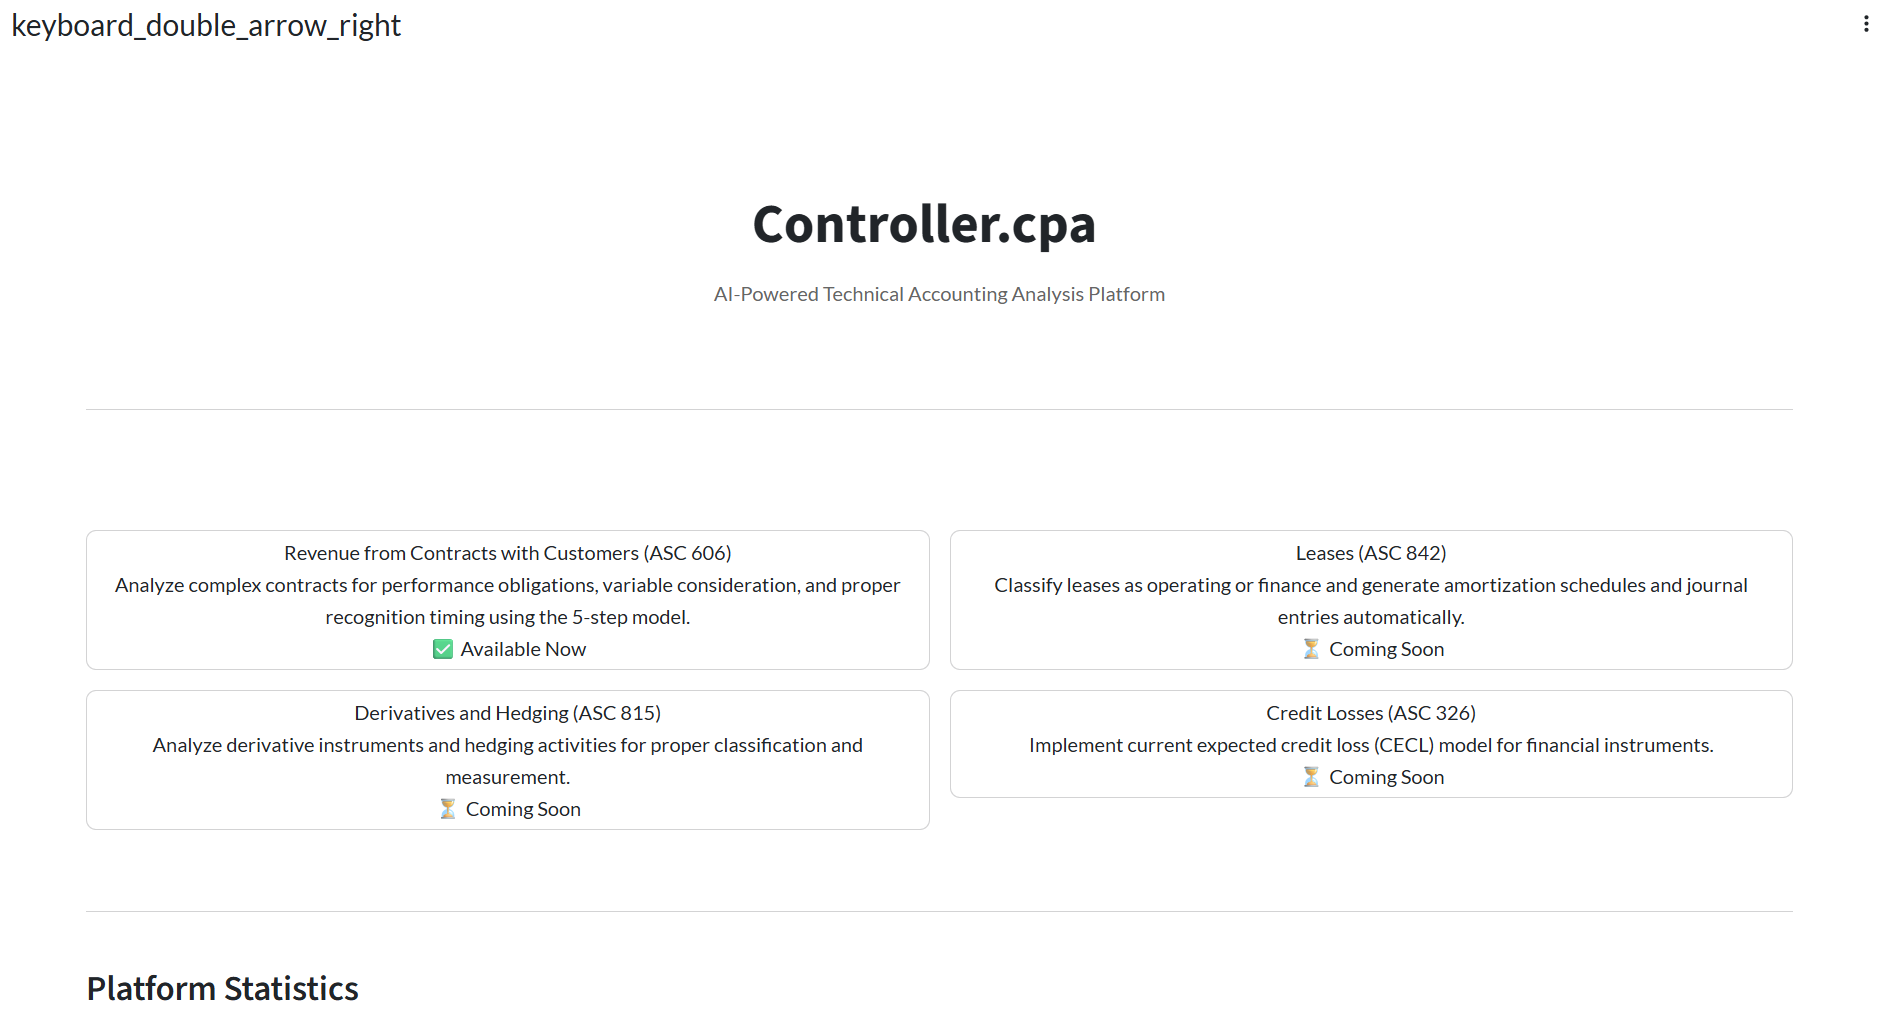 keyboard_double_arrow_right
Controller.cpa
AI-Powered Technical Accounting Analysis Platform
Revenue from Contracts with Customers (ASC 606)
Analyze complex contracts for performance obligations, variable consideration, and proper
recognition timing using the 5-step model.
✅ Available Now
Leases (ASC 842)
Classify leases as operating or finance and generate amortization schedules and journal
entries automatically.
⏳ Coming Soon
Derivatives and Hedging (ASC 815)
Analyze derivative instruments and hedging activities for proper classification and
measurement.
⏳ Coming Soon
Credit Losses (ASC 326)
Implement current expected credit loss (CECL) model for financial instruments.
⏳ Coming Soon
Platform Statistics